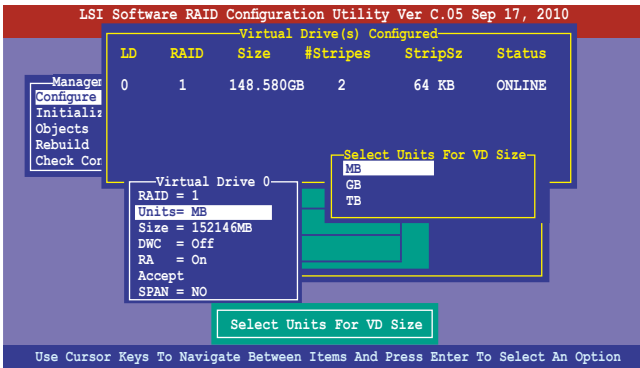 LSI Software RAID Configuration Utility Ver C.05 Sep 17, 2010
Virtual Drive(s) Configured
LD RAID Size #Stripes StripSz Status
0 1 148.580GB 2 64 KB ONLINE
Managem
Configure
Initializ
Objects
Rebuild
Check Con
Select Units For VD Size
MB
GB
TB
Virtual Drive 0
RAID = 1
Units= MB
Size = 152146MB
DWC = Off
RA = On
Accept
SPAN = NO
Select Units For VD Size
Use Cursor Keys To Navigate Between Items And Press Enter To Select An Option